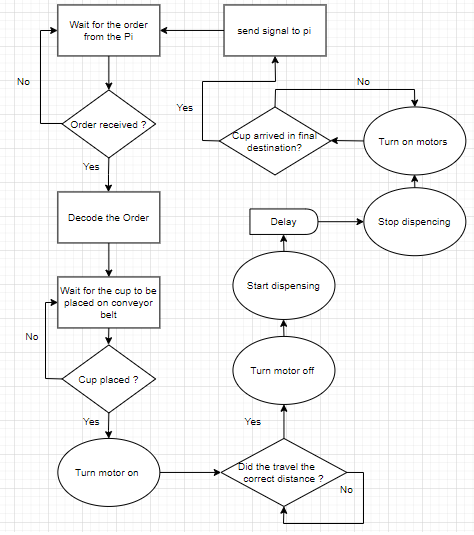 Wait for the order
from the Pi
send signal to pi
No
No
Order received ?
Yes
Cup arrived in final
destination?
Turn on motors
Yes
Decode the Order
Delay
Stop dispencing
Wait for the cup to be
placed on conveyor
belt
Start dispensing
No
Cup placed ?
Turn motor off
Yes
Yes
Turn motor on
Did the travel the
correct distance ?
No